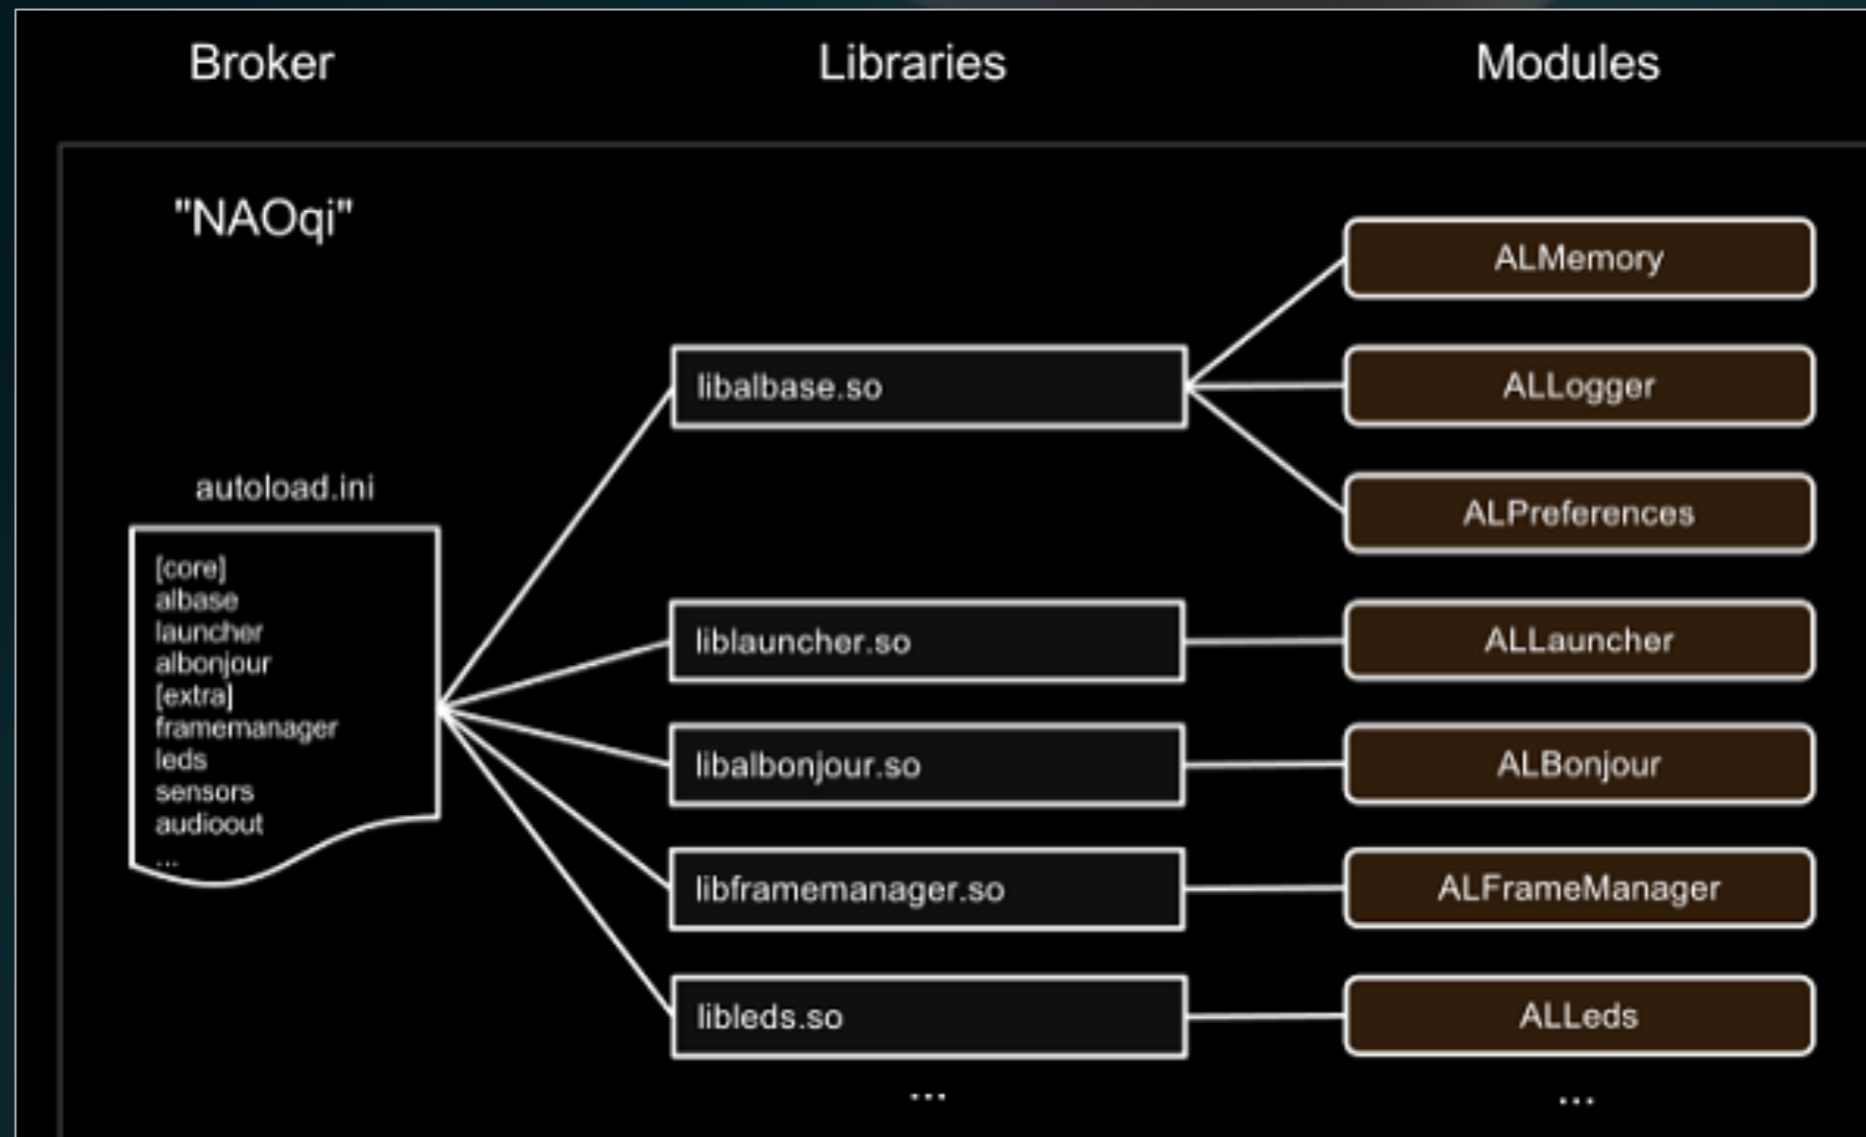 Broker
Libraries
Modules
"NAOqi"
autoload.ini
[core]
albase
launcher
albonjour
[extra]
framemanager
leds
sensors
audioout
...
libalbase.so
liblauncher.so
libalbonjour.so
libframemanager.so
libleds.so
...
ALMemory
ALLogger
ALPreferences
ALLauncher
ALBonjour
ALFrameManager
ALLeds
...